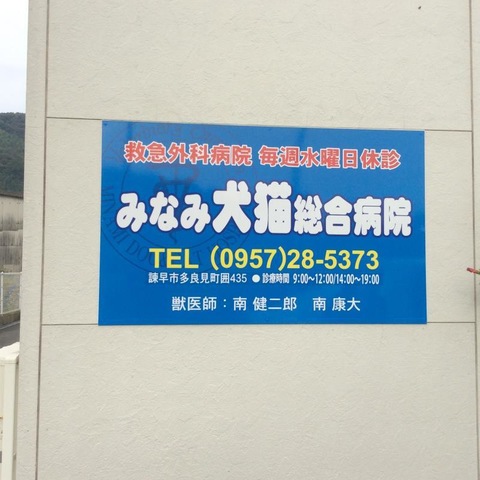 救急外科病院 毎週水曜日休診
みなみ犬猫総合病院
TEL (0957)28-5373
諫早市多良見町囲435 ●診療時間 9:00~12:00/14:00~19:00
獣医師:南 健二郎 南 康大